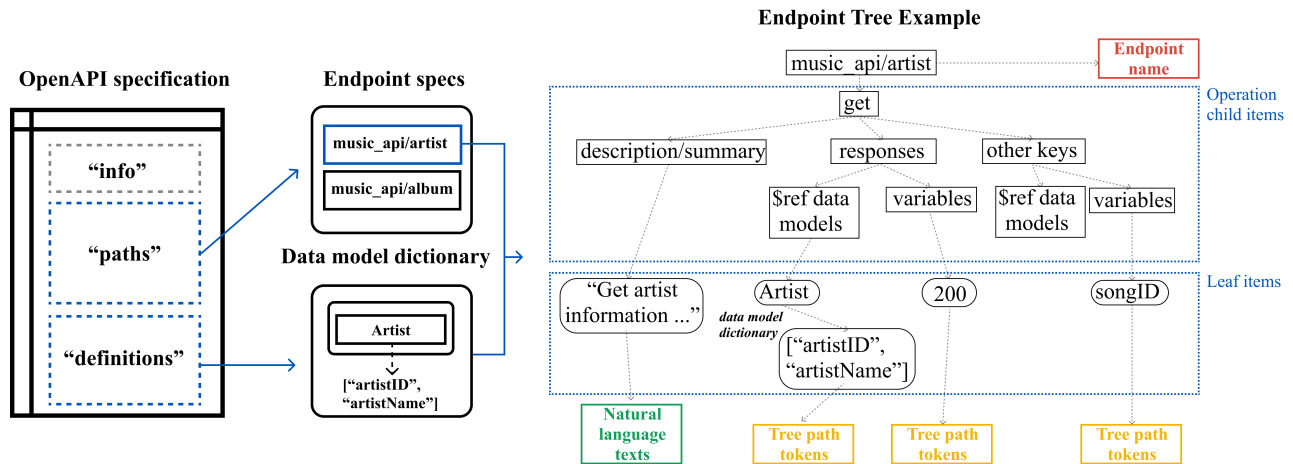 Endpoint Tree Example
OpenAPI specification
Endpoint specs
music_api/artist
Endpoint
name
“info”
“paths”
“definitions”
music_api/artist
music_api/album
Data model dictionary
Artist
[“artistID”,
“artistName”]
Operation
child items
get
description/summary
responses
other keys
$ref data
models
variables
$ref data
models
variables
Leaf items
“Get artist
information ...”
Artist
200
songID
data model
dictionary
[“artistID”,
“artistName”]
Natural
language
texts
Tree path
tokens
Tree path
tokens
Tree path
tokens